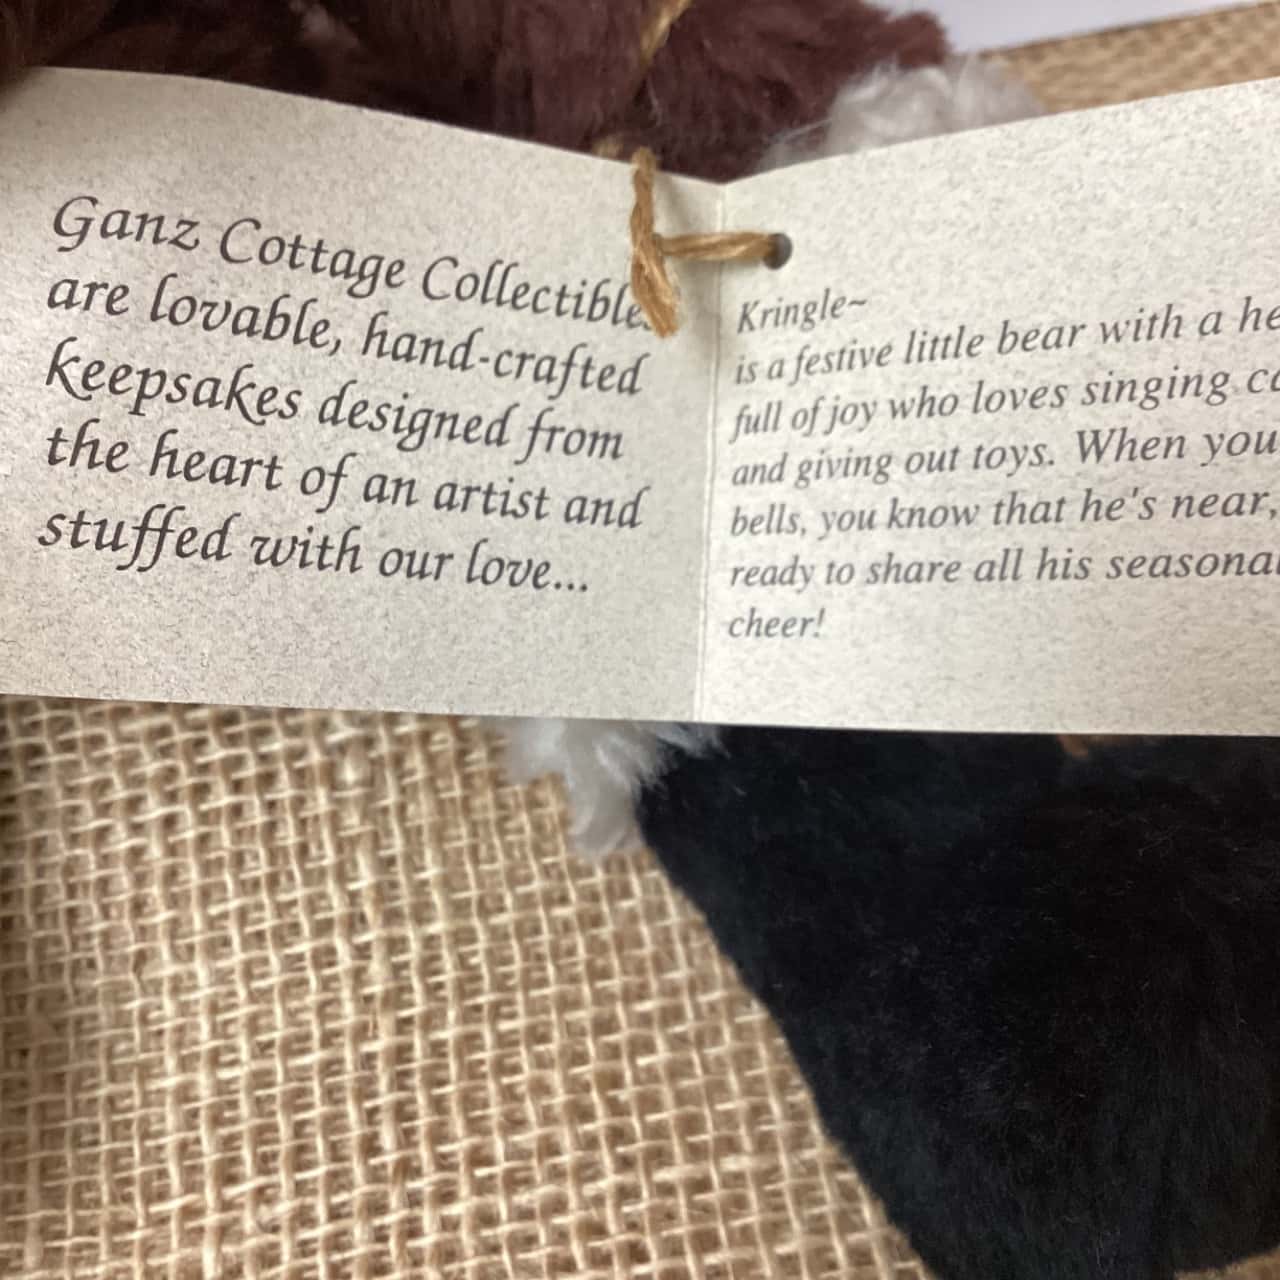 Ganz Cottage Collectible
are lovable, hand-crafted
keepsakes designed from
the heart of an artist and
stuffed with our love...
Kringle~
is a festive little bear with a
full of joy who loves singing
and giving out toys. When you
bells, you know that he's near,
ready to share all his seasonal
cheer!